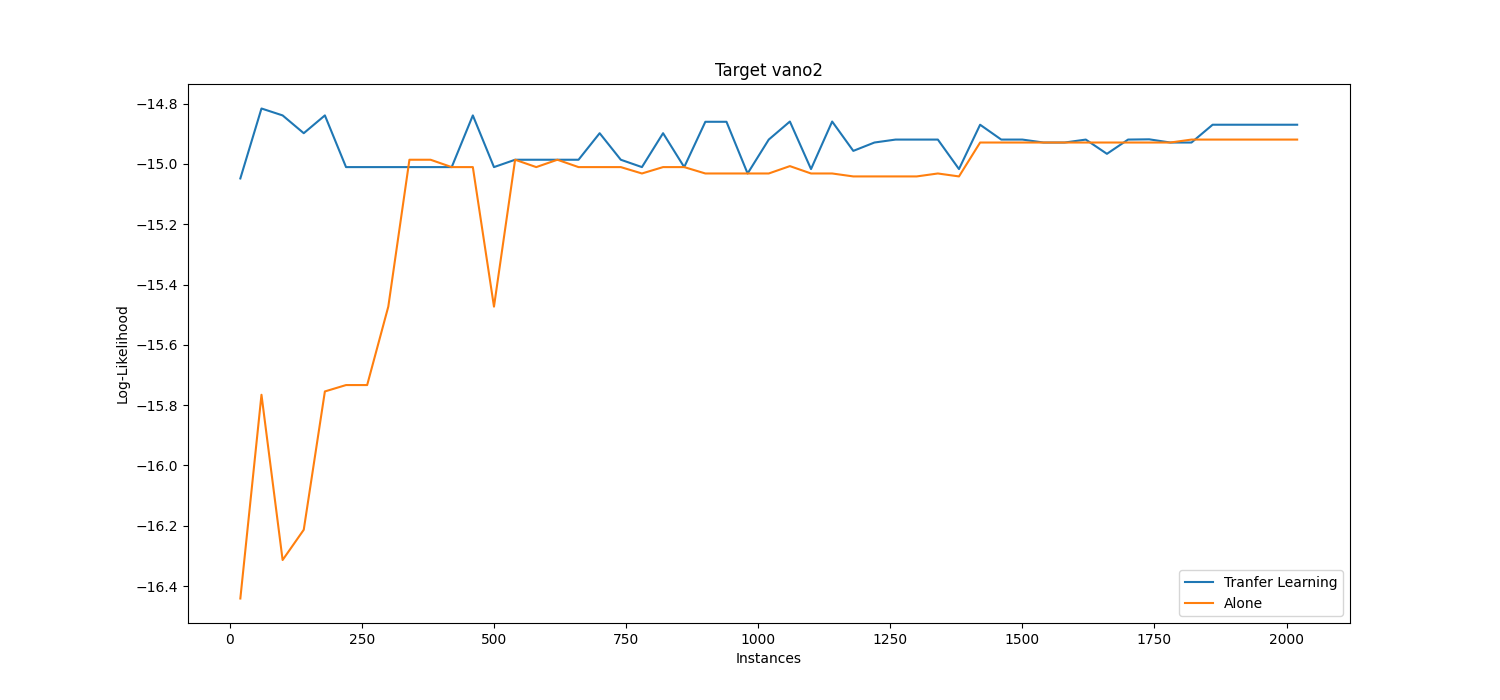 Target vano2
−14.8
−15.0
−15.2
−15.4
−15.6
−15.8
−16.0
−16.2
−16.4
Log-Likelihood
0 250 500 750 1000 1250 1500 1750 2000
Instances
Tranfer Learning
Alone